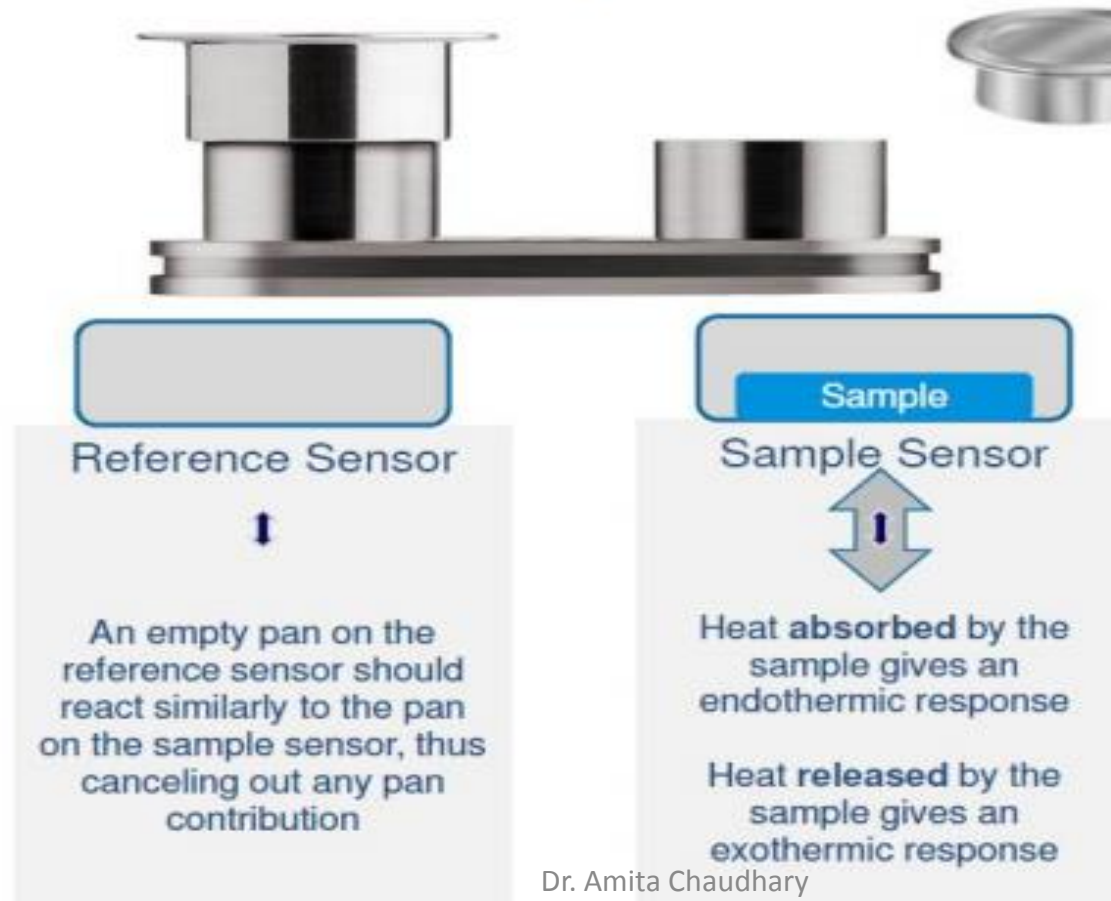 Sample
Reference Sensor
An empty pan on the
reference sensor should
react similarly to the pan
on the sample sensor, thus
canceling out any pan
contribution
Sample Sensor
Heat absorbed by the
sample gives an
endothermic response
Heat released by the
sample gives an
exothermic response
Dr. Amita Chaudhary